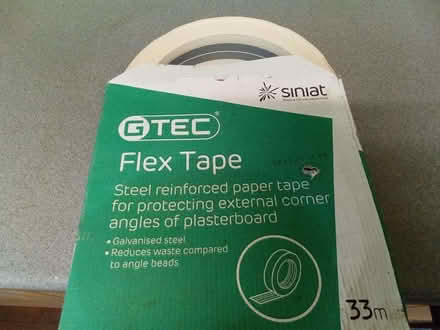 siniat
GTEC
Flex Tape
Steel reinforced paper tape
for protecting external corner
angles of plasterboard
• Galvanised steel
• Reduces waste compared
to angle beads
33m